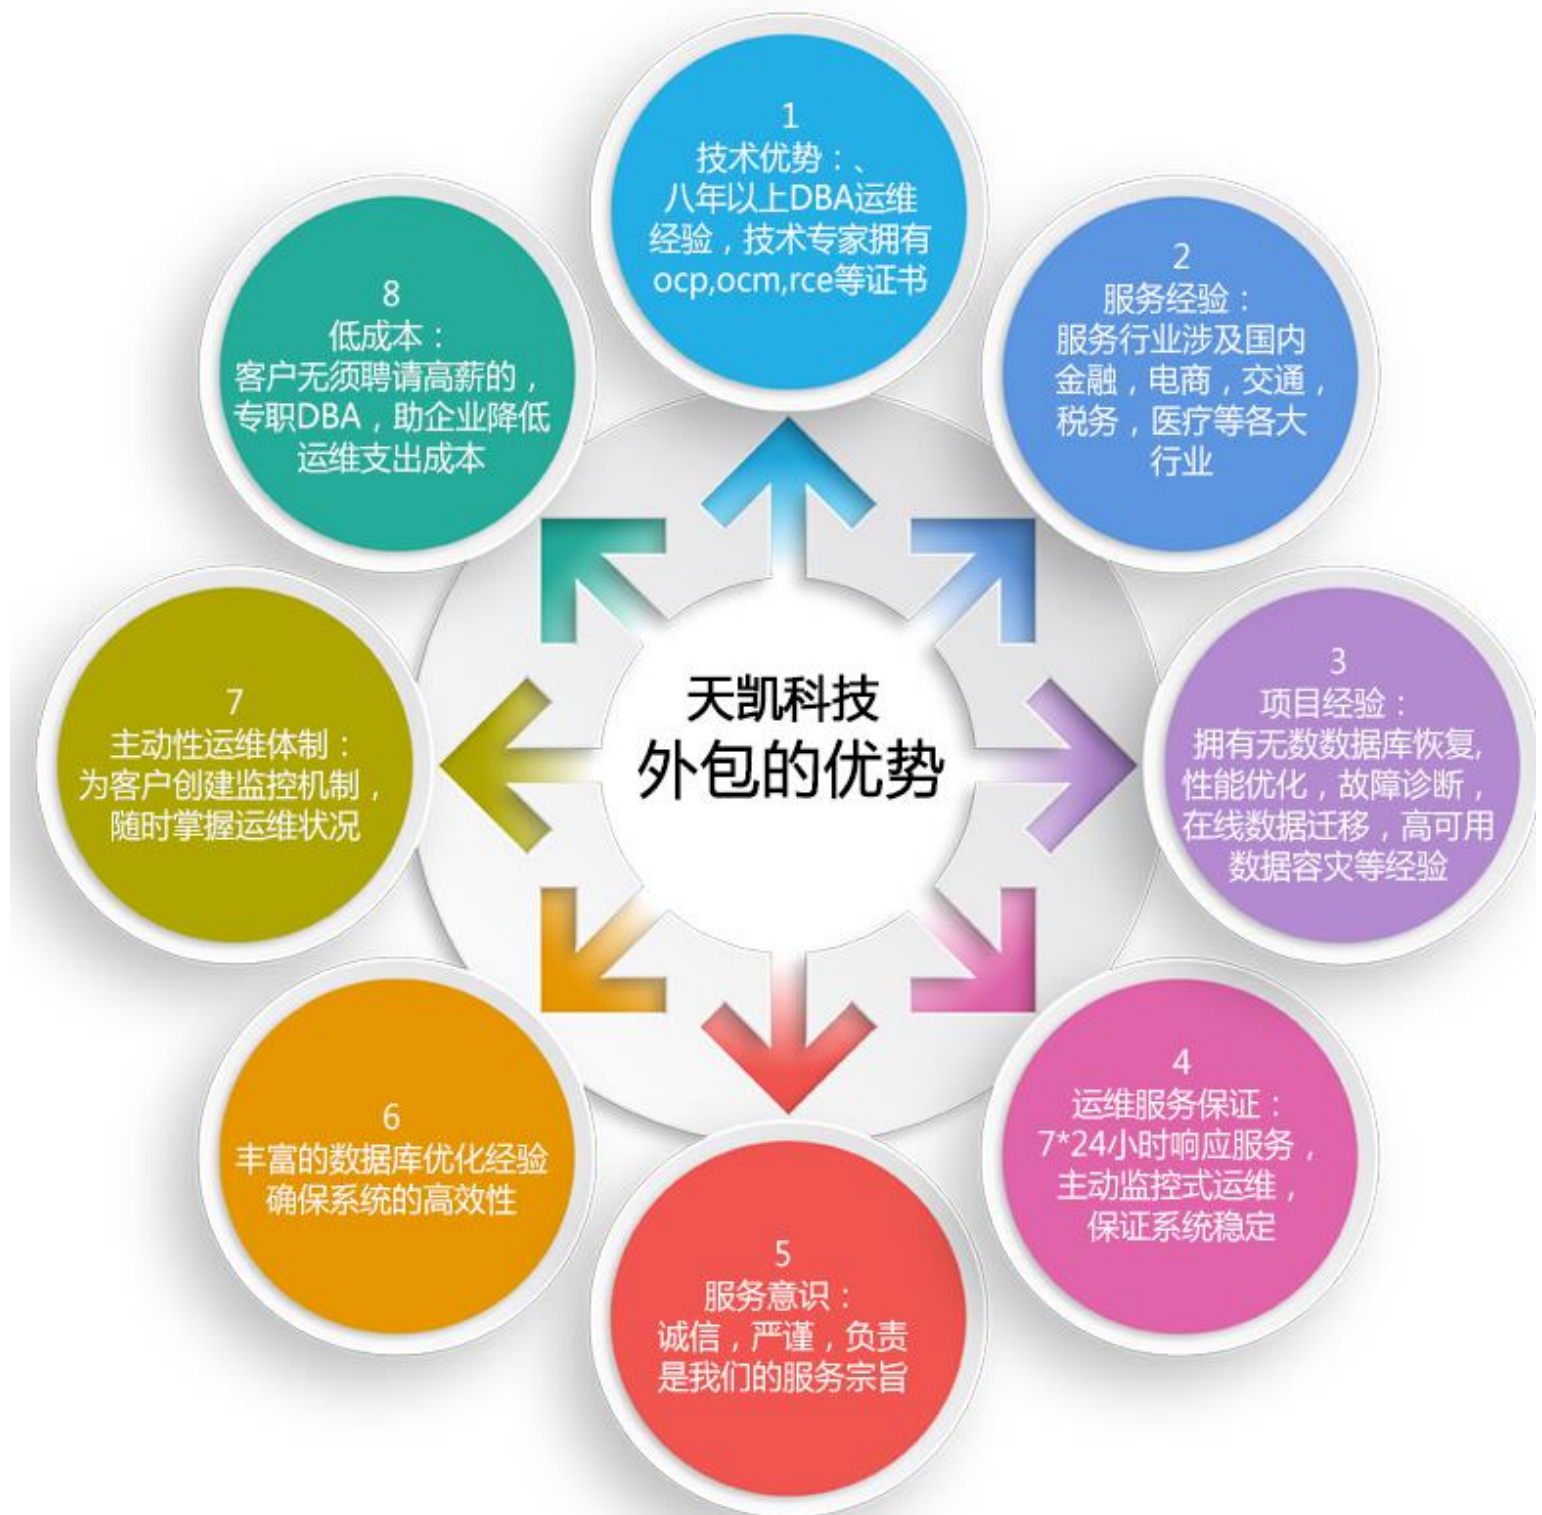 天凯科技
外包的优势
1
技术优势：、
八年以上DBA运维
经验，技术专家拥有
ocp,ocm,rce等证书
2
服务经验：
服务行业涉及国内
金融，电商，交通，
税务，医疗等各大
行业
3
项目经验：
拥有无数数据库恢复,
性能优化，故障诊断，
在线数据迁移，高可用
数据容灾等经验
4
运维服务保证：
7*24小时响应服务，
主动监控式运维，
保证系统稳定
5
服务意识：
诚信，严谨，负责
是我们的服务宗旨
6
丰富的数据库优化经验
确保系统的高效性
7
主动性运维体制：
为客户创建监控机制，
随时掌握运维状况
8
低成本：
客户无须聘请高薪的，
专职DBA，助企业降低
运维支出成本